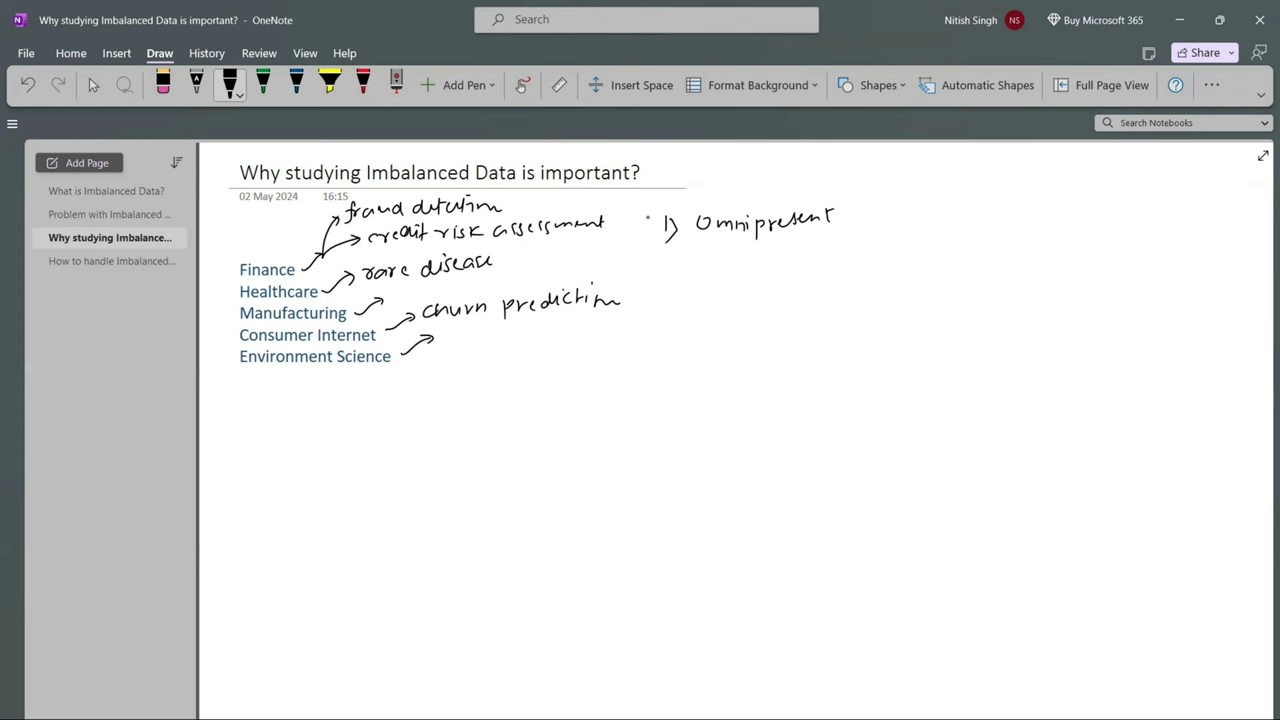 Why studying Imbalanced Data is important? - OneNote
Search
Nitish Singh
NS
Buy Microsoft 365
File Home Insert Draw History Review View Help
Share
Add Pen
Insert Space
Format Background
Shapes
Automatic Shapes
Full Page View
Search Notebooks
Add Page
What is Imbalanced Data?
Problem with Imbalanced ...
Why studying Imbalance...
How to handle Imbalanced...
Why studying Imbalanced Data is important?
02 May 2024 16:15
fraud detection
credit risk assessment
1) Omnipresent
Finance
rare disease
Healthcare
Manufacturing
churn prediction
Consumer Internet
Environment Science